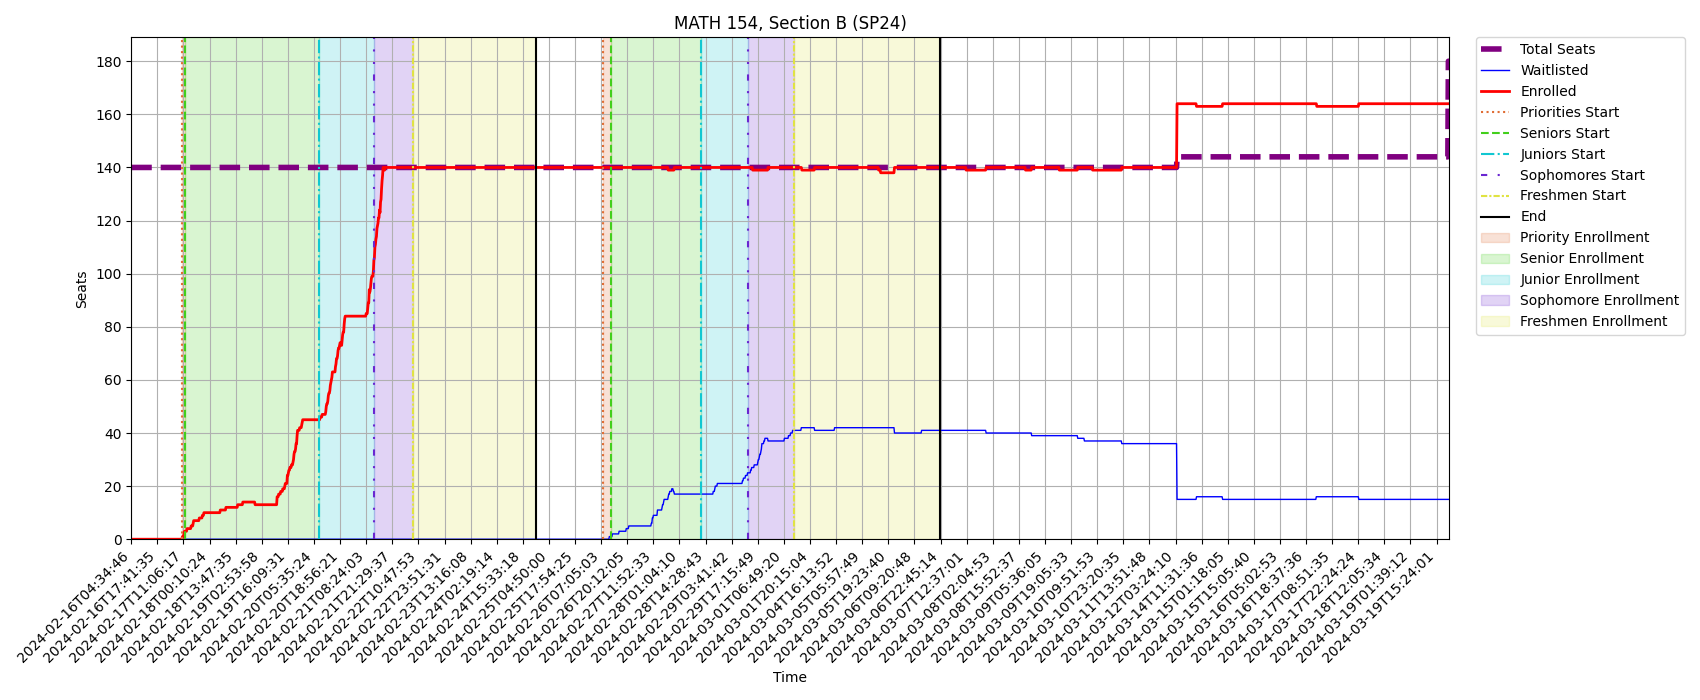 MATH 154, Section B (SP24)
Seats
180
160
140
120
100
80
60
40
20
0
2024-02-16T04:34:46
2024-02-16T17:41:35
2024-02-17T11:06:17
2024-02-18T00:10:24
2024-02-18T13:47:35
2024-02-19T02:53:58
2024-02-19T16:09:31
2024-02-20T05:35:24
2024-02-20T18:56:21
2024-02-21T08:24:03
2024-02-21T21:29:37
2024-02-22T10:47:53
2024-02-22T23:51:31
2024-02-23T13:16:08
2024-02-24T02:19:14
2024-02-24T15:33:18
2024-02-25T04:50:00
2024-02-25T17:54:25
2024-02-26T07:05:03
2024-02-26T20:12:05
2024-02-27T11:52:33
2024-02-28T01:04:10
2024-02-28T14:28:43
2024-02-29T03:41:42
2024-02-29T17:15:49
2024-03-01T06:49:20
2024-03-01T20:15:04
2024-03-04T16:13:52
2024-03-05T05:57:49
2024-03-05T19:23:40
2024-03-06T09:20:48
2024-03-06T22:45:14
2024-03-07T12:37:01
2024-03-08T02:04:53
2024-03-08T15:52:37
2024-03-09T05:36:05
2024-03-09T19:05:33
2024-03-10T09:51:53
2024-03-10T23:20:35
2024-03-11T13:51:48
2024-03-12T03:24:10
2024-03-14T11:31:36
2024-03-15T01:18:05
2024-03-15T15:05:40
2024-03-16T05:02:53
2024-03-16T18:37:36
2024-03-17T08:51:35
2024-03-17T22:24:24
2024-03-18T12:05:34
2024-03-19T01:39:12
2024-03-19T15:24:01
Time
Total Seats
Waitlisted
Enrolled
Priorities Start
Seniors Start
Juniors Start
Sophomores Start
Freshmen Start
End
Priority Enrollment
Senior Enrollment
Junior Enrollment
Sophomore Enrollment
Freshmen Enrollment